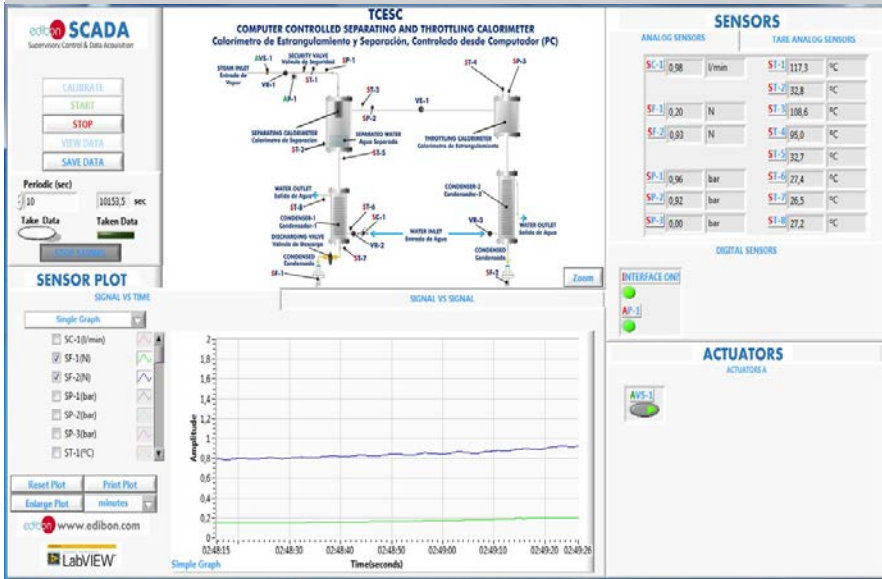 edibon SCADA
Supervisory Control & Data Acquisition
CALIBRATE
START
STOP
VIEW DATA
SAVE DATA
Periodic (sec)
10
10153,5 sec
Take Data
Taken Data
TCESC
COMPUTER CONTROLLED SEPARATING AND THROTTLING CALORIMETER
Calorímetro de Estrangulamiento y Separación, Controlado desde Computador (PC)
AVS-1
SECURITY VALVE
Válvula de Seguridad
SP-1
STEAM INLET
Entrada de
Vapor
VR-1
AP-1
ST-1
ST-3
SP-2
VE-1
ST-4
SP-3
SEPARATING CALORIMETER
Calorímetro de Separación
ST-2
SEPARATED WATER
Agua Separada
THROTTLING CALORIMETER
Calorímetro de Estrangulamiento
ST-5
WATER OUTLET
Salida de Agua
ST-8
ST-6
SC-1
CONDENSER-1
Condensador-1
VR-2
DISCHARGING VALVE
Válvula de Descarga
CONDENSED
Condensado
ST-7
SF-1
WATER INLET
Entrada de Agua
CONDENSER-2
Condensador-2
VR-3
WATER OUTLET
Salida de Agua
CONDENSED
Condensado
SF-2
Zoom
SENSORS
ANALOG SENSORS
TARE ANALOG SENSORS
SC-1 0,98 l/min
ST-1 117,3 ºC
ST-2 32,8 ºC
SF-1 0,20 N
ST-3 108,6 ºC
SF-2 0,93 N
ST-4 95,0 ºC
ST-5 32,7 ºC
SP-1 0,96 bar
ST-6 27,4 ºC
SP-2 0,92 bar
ST-7 26,5 ºC
SP-3 0,00 bar
ST-8 27,2 ºC
DIGITAL SENSORS
INTERFACE ON?
AP-1
ACTUATORS
ACTUATORS A
AVS-1
SENSOR PLOT
SIGNAL VS TIME
SIGNAL VS SIGNAL
Single Graph
SC-1(l/min)
SF-1(N)
SF-2(N)
SP-1(bar)
SP-2(bar)
SP-3(bar)
ST-1(ºC)
Reset Plot
Print Plot
Enlarge Plot
minutes
edibon www.edibon.com
LabVIEW
Amplitude
2
1,8
1,6
1,4
1,2
1
0,8
0,6
0,4
0,2
0
02:48:15 02:48:30 02:48:40 02:48:50 02:49:00 02:49:10 02:49:20 02:49:26
Simple Graph
Time(seconds)